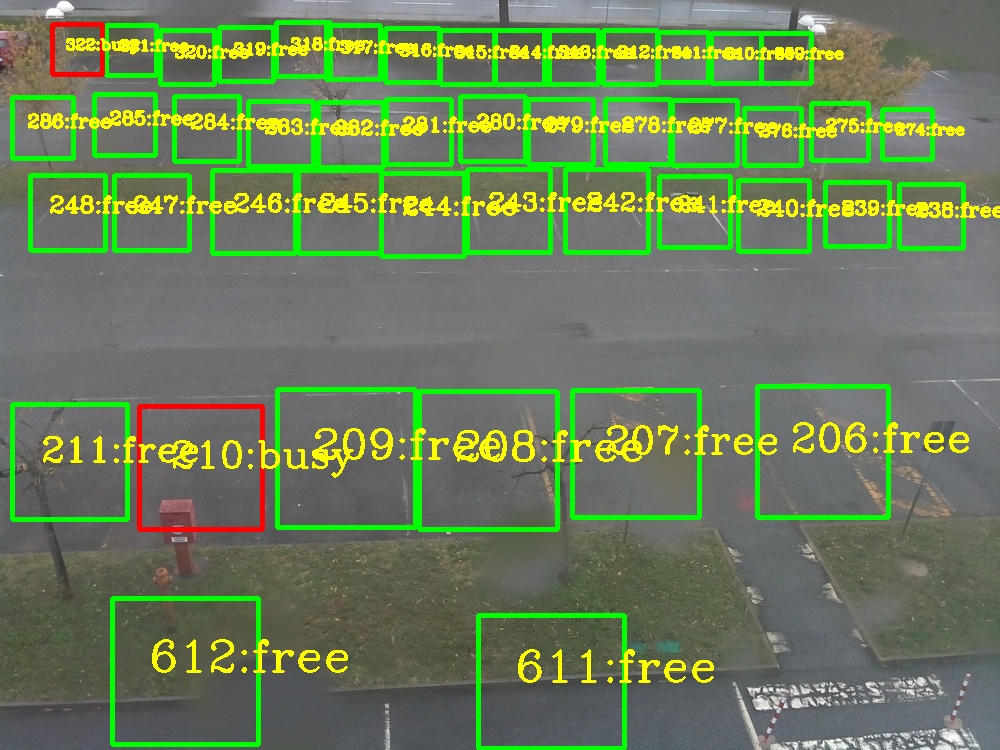 322:busy 321:free 320:free 319:free 318:free 317:free 316:free 315:free 314:free 313:free 312:free 311:free 310:free 309:free
286:free 285:free 284:free 283:free 282:free 281:free 280:free 279:free 278:free 277:free 276:free 275:free 274:free
248:free 247:free 246:free 245:free 244:free 243:free 242:free 241:free 240:free 239:free 238:free
211:free 210:busy 209:free 208:free 207:free 206:free
612:free 611:free